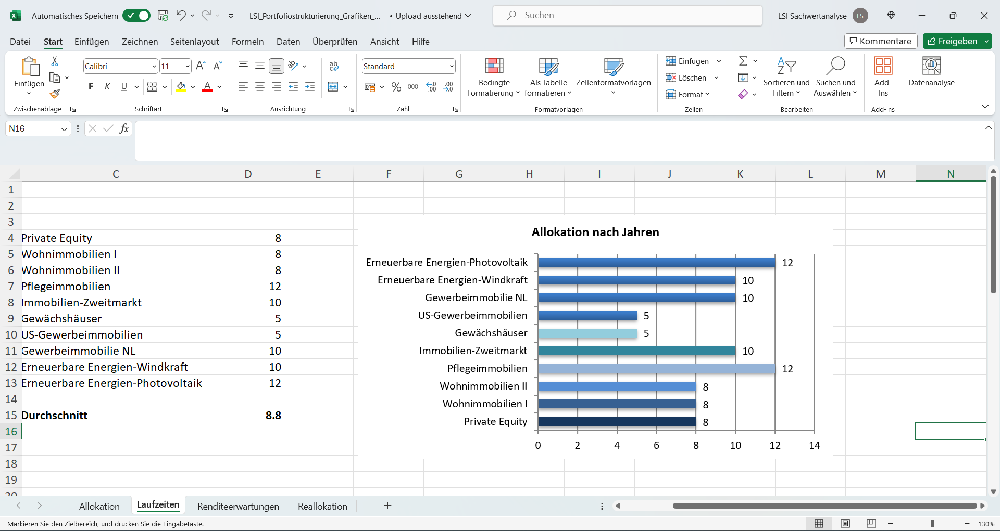 Automatisches Speichern
LSI_Portfoliostrukturierung_Grafiken_... • Upload ausstehend
Suchen
LSI Sachwertanalyse LS
Datei Start Einfügen Zeichnen Seitenlayout Formeln Daten Überprüfen Ansicht Hilfe
Kommentare Freigeben
Einfügen
Zwischenablage
Calibri 11
F K U
Schriftart
ab
Ausrichtung
Standard
% 000
Zahl
Bedingte Formatierung
Als Tabelle formatieren
Zellenformatvorlagen
Formatvorlagen
Einfügen
Löschen
Format
Zellen
Sortieren und Filtern
Suchen und Auswählen
Bearbeiten
Add-Ins
Add-Ins
Datenanalyse
N16
fx
C D E F G H I J K L M N
1
2
3
4 Private Equity 8
5 Wohnimmobilien I 8
6 Wohnimmobilien II 8
7 Pflegeimmobilien 12
8 Immobilien-Zweitmarkt 10
9 Gewächshäuser 5
10 US-Gewerbeimmobilien 5
11 Gewerbeimmobilie NL 10
12 Erneuerbare Energien-Windkraft 10
13 Erneuerbare Energien-Photovoltaik 12
14
15 Durchschnitt 8.8
16
17
18
19
20
Allokation nach Jahren
Erneuerbare Energien-Photovoltaik 12
Erneuerbare Energien-Windkraft 10
Gewerbeimmobilie NL 10
US-Gewerbeimmobilien 5
Gewächshäuser 5
Immobilien-Zweitmarkt 10
Pflegeimmobilien 12
Wohnimmobilien II 8
Wohnimmobilien I 8
Private Equity 8
0 2 4 6 8 10 12 14
Allokation Laufzeiten Renditeerwartungen Reallokation
Markieren Sie den Zielbereich, und drücken Sie die Eingabetaste.
130%